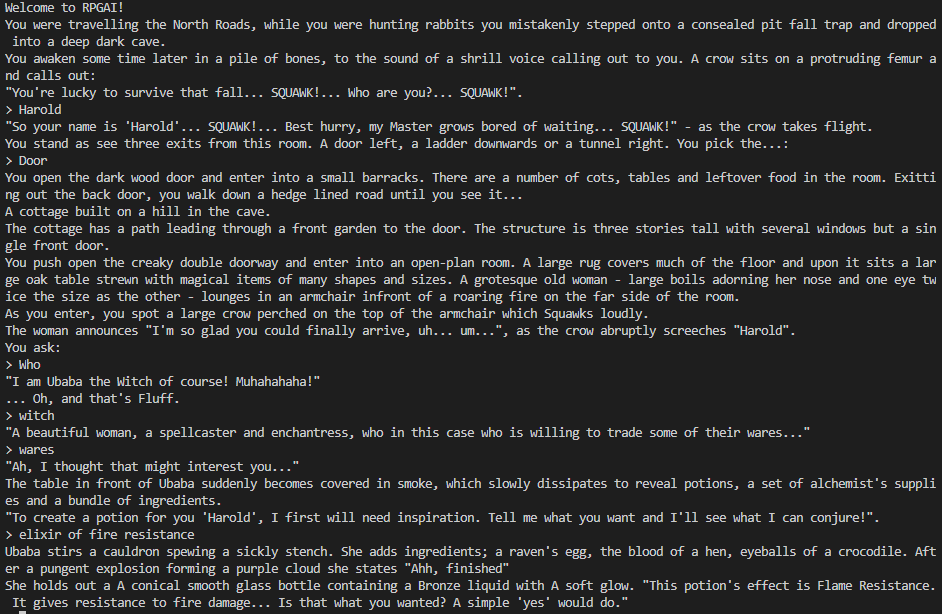 Welcome to RPGAI!
You were travelling the North Roads, while you were hunting rabbits you mistakenly stepped onto a consealed pit fall trap and dropped
 into a deep dark cave.
You awaken some time later in a pile of bones, to the sound of a shrill voice calling out to you. A crow sits on a protruding femur a
nd calls out:
"You're lucky to survive that fall... SQUAWK!... Who are you?... SQUAWK!".
> Harold
"So your name is 'Harold'... SQUAWK!... Best hurry, my Master grows bored of waiting... SQUAWK!" - as the crow takes flight.
You stand as see three exits from this room. A door left, a ladder downwards or a tunnel right. You pick the...:
> Door
You open the dark wood door and enter into a small barracks. There are a number of cots, tables and leftover food in the room. Exitti
ng out the back door, you walk down a hedge lined road until you see it...
A cottage built on a hill in the cave.
The cottage has a path leading through a front garden to the door. The structure is three stories tall with several windows but a sin
gle front door.
You push open the creaky double doorway and enter into an open-plan room. A large rug covers much of the floor and upon it sits a lar
ge oak table strewn with magical items of many shapes and sizes. A grotesque old woman - large boils adorning her nose and one eye tw
ice the size as the other - lounges in an armchair infront of a roaring fire on the far side of the room.
As you enter, you spot a large crow perched on the top of the armchair which Squawks loudly.
The woman announces "I'm so glad you could finally arrive, uh... um...", as the crow abruptly screeches "Harold".
You ask:
> Who
"I am Ubaba the Witch of course! Muhahahaha!"
... Oh, and that's Fluff.
> witch
"A beautiful woman, a spellcaster and enchantress, who in this case who is willing to trade some of their wares..."
> wares
"Ah, I thought that might interest you..."
The table in front of Ubaba suddenly becomes covered in smoke, which slowly dissipates to reveal potions, a set of alchemist's suppli
es and a bundle of ingredients.
"To create a potion for you 'Harold', I first will need inspiration. Tell me what you want and I'll see what I can conjure!".
> elixir of fire resistance
Ubaba stirs a cauldron spewing a sickly stench. She adds ingredients; a raven's egg, the blood of a hen, eyeballs of a crocodile. Aft
er a pungent explosion forming a purple cloud she states "Ahh, finished"
She holds out a A conical smooth glass bottle containing a Bronze liquid with A soft glow. "This potion's effect is Flame Resistance.
 It gives resistance to fire damage... Is that what you wanted? A simple 'yes' would do."